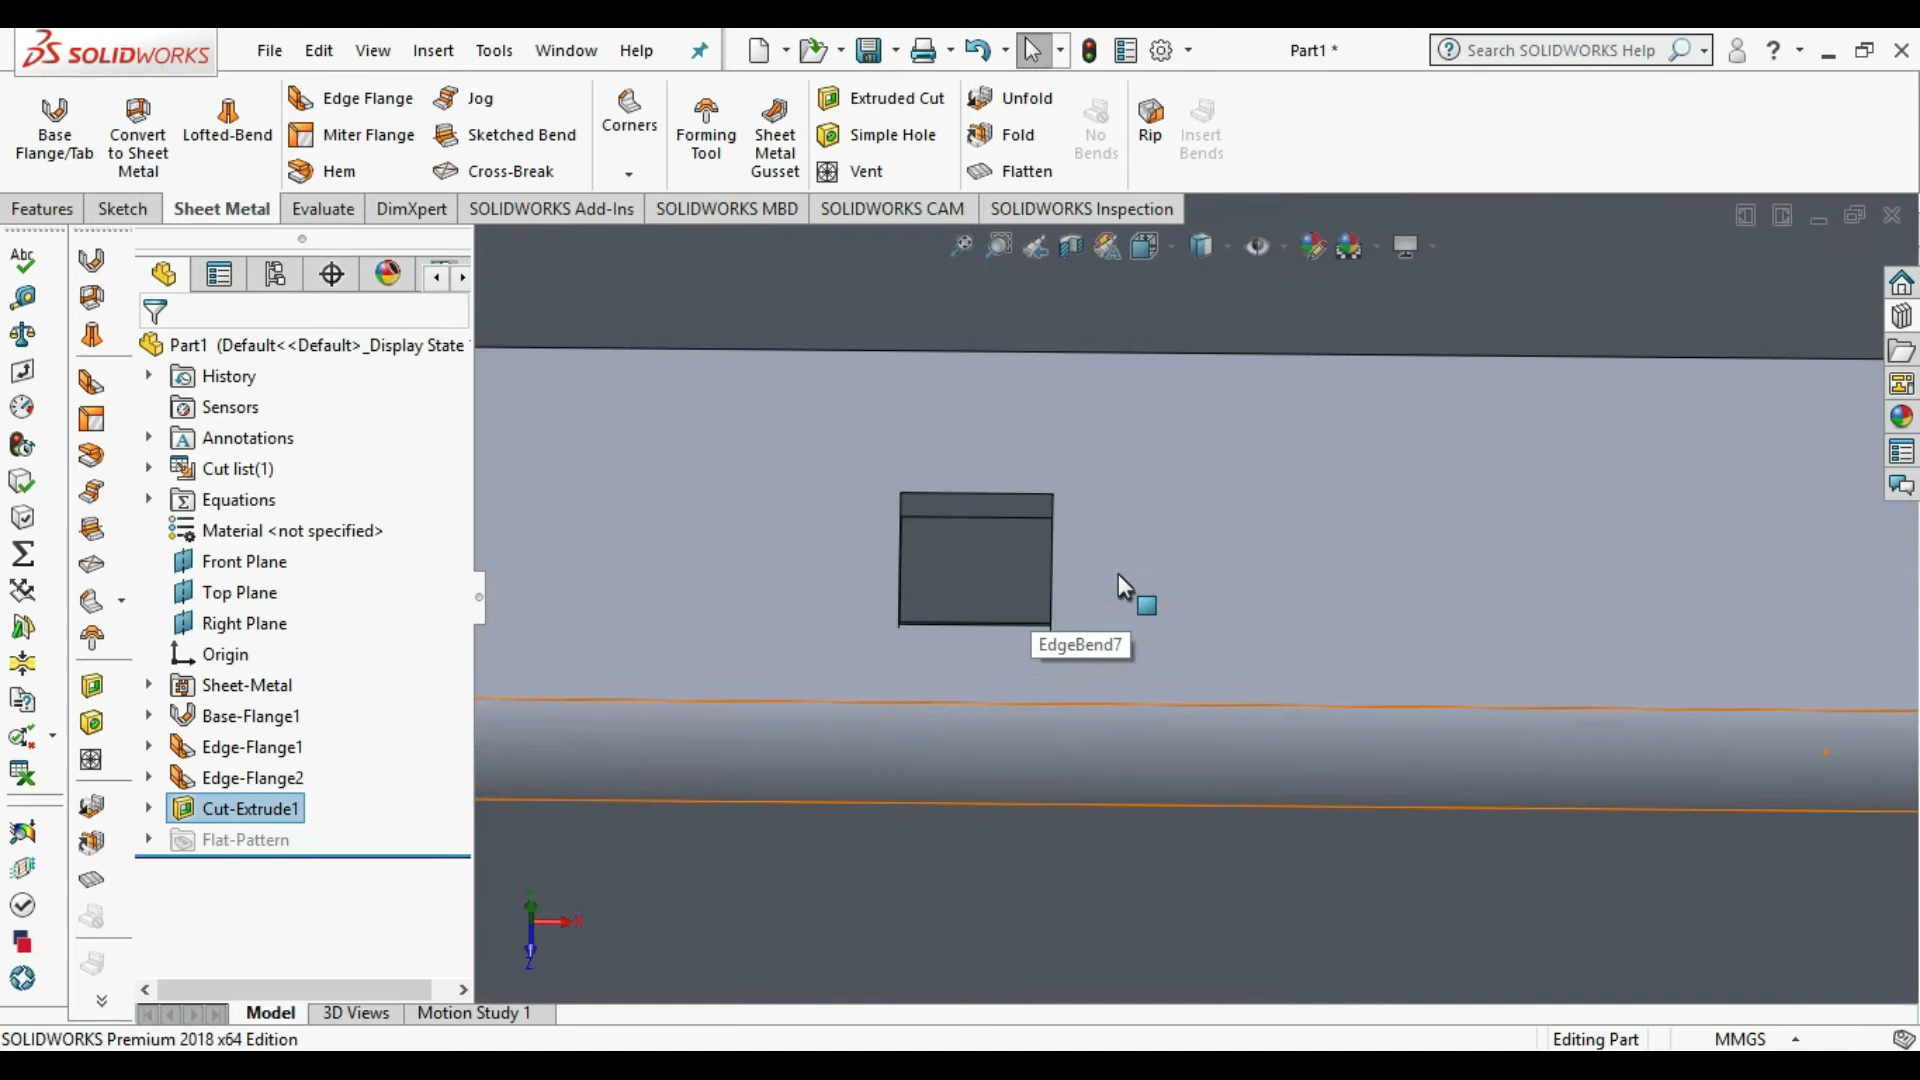 SOLIDWORKS
File Edit View Insert Tools Window Help
Part1 *
Search SOLIDWORKS Help
Base Flange/Tab
Convert to Sheet Metal
Lofted-Bend
Edge Flange
Miter Flange
Hem
Jog
Sketched Bend
Cross-Break
Corners
Forming Tool
Sheet Metal Gusset
Extruded Cut
Simple Hole
Vent
Unfold
Fold
Flatten
No Bends
Rip
Insert Bends
Features Sketch Sheet Metal Evaluate DimXpert SOLIDWORKS Add-Ins SOLIDWORKS MBD SOLIDWORKS CAM SOLIDWORKS Inspection
Abc
Part1 (Default<<Default>_Display State
History
Sensors
Annotations
Cut list(1)
Equations
Material <not specified>
Front Plane
Top Plane
Right Plane
Origin
Sheet-Metal
Base-Flange1
Edge-Flange1
Edge-Flange2
Cut-Extrude1
Flat-Pattern
EdgeBend7
X
Z
Model 3D Views Motion Study 1
SOLIDWORKS Premium 2018 x64 Edition
Editing Part
MMGS